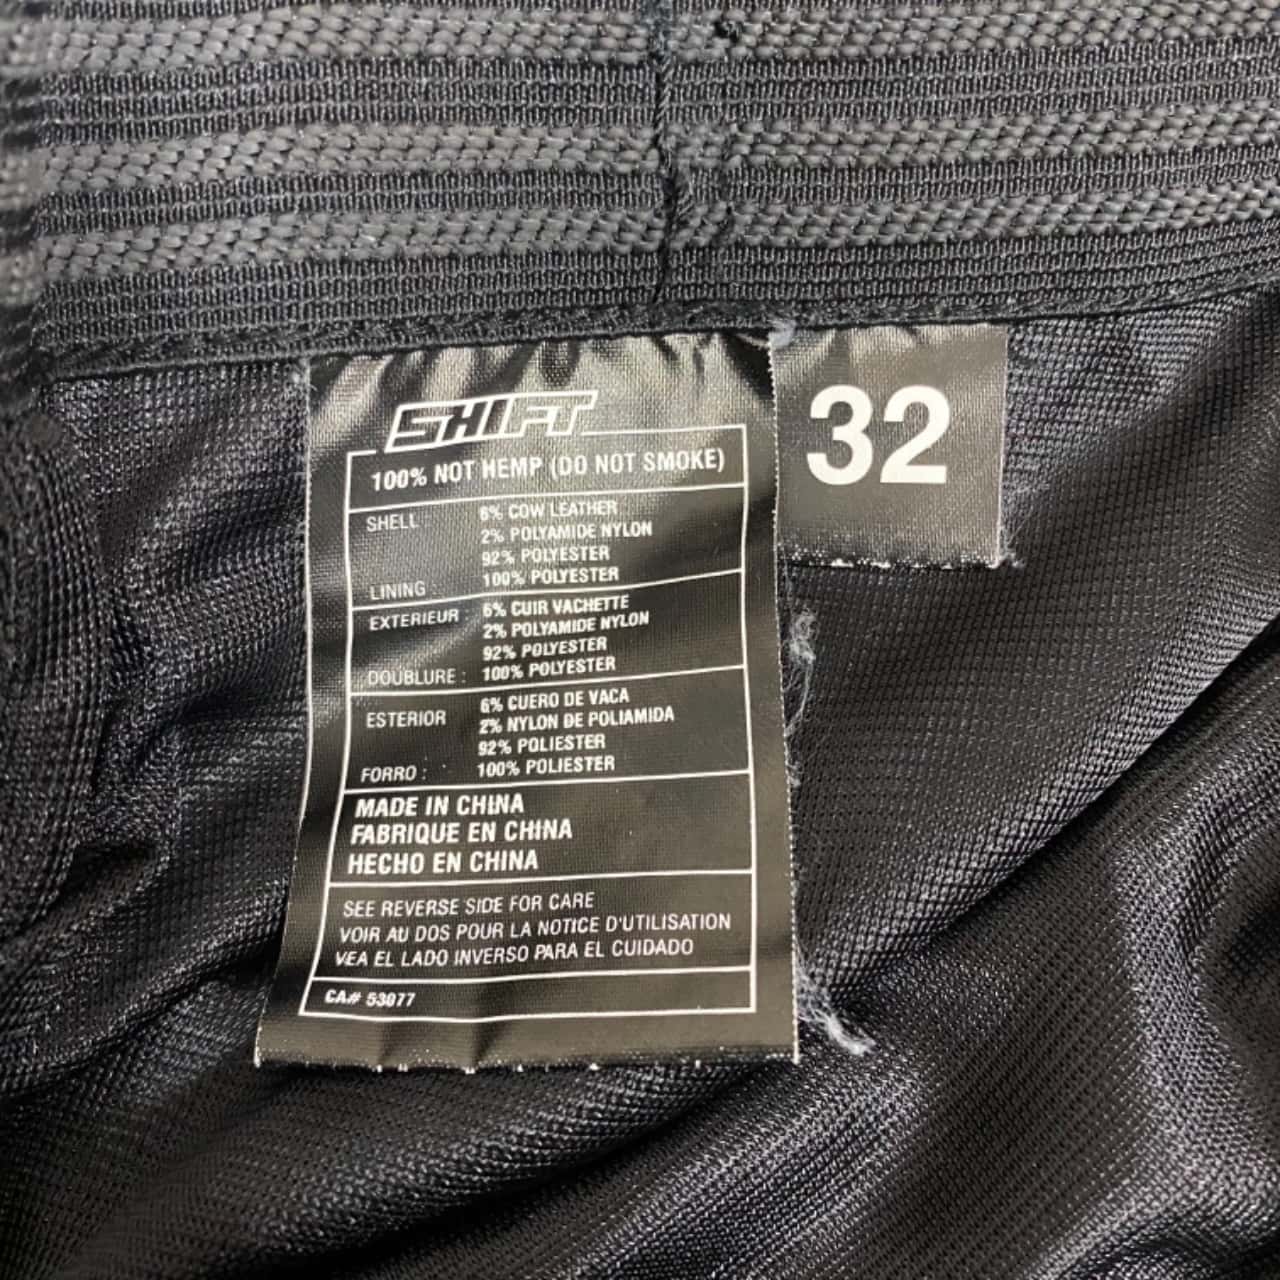 SHIFT
32
100% NOT HEMP (DO NOT SMOKE)
SHELL 6% COW LEATHER
2% POLYAMIDE NYLON
92% POLYESTER
LINING : 100% POLYESTER
EXTERIEUR : 6% CUIR VACHETTE
2% POLYAMIDE NYLON
92% POLYESTER
DOUBLURE : 100% POLYESTER
ESTERIOR 6% CUERO DE VACA
2% NYLON DE POLIAMIDA
92% POLIESTER
FORRO : 100% POLIESTER
MADE IN CHINA
FABRIQUE EN CHINA
HECHO EN CHINA
SEE REVERSE SIDE FOR CARE
VOIR AU DOS POUR LA NOTICE D'UTILISATION
VEA EL LADO INVERSO PARA EL CUIDADO
CA# 53077